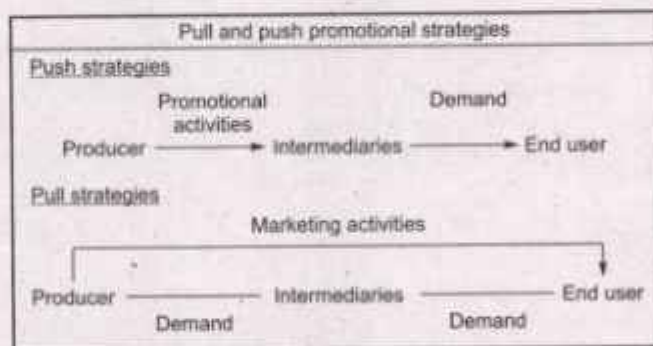 Pull and push promotional strategies
Push strategies
Promotional activities Demand
Producer Intermediaries End user
Pull strategies
Marketing activities
Producer Intermediaries End user
Demand Demand